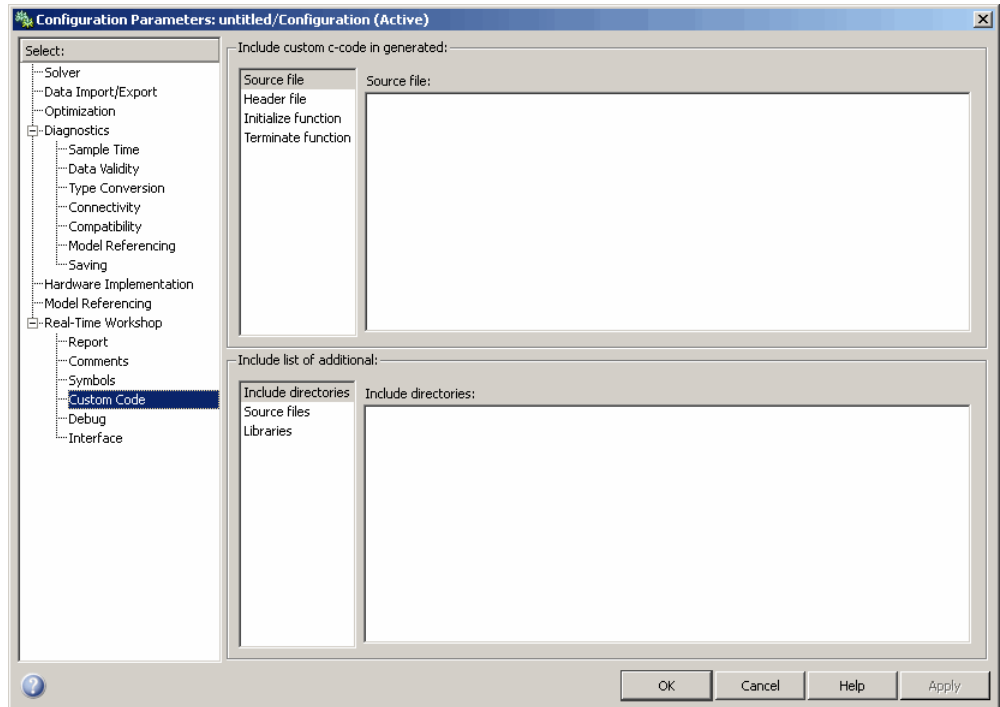 Configuration Parameters: untitled/Configuration (Active)
Select:
Solver
Data Import/Export
Optimization
Diagnostics
Sample Time
Data Validity
Type Conversion
Connectivity
Compatibility
Model Referencing
Saving
Hardware Implementation
Model Referencing
Real-Time Workshop
Report
Comments
Symbols
Custom Code
Debug
Interface
Include custom c-code in generated:
Source file
Header file
Initialize function
Terminate function
Source file:
Include list of additional:
Include directories
Source files
Libraries
Include directories:
OK
Cancel
Help
Apply